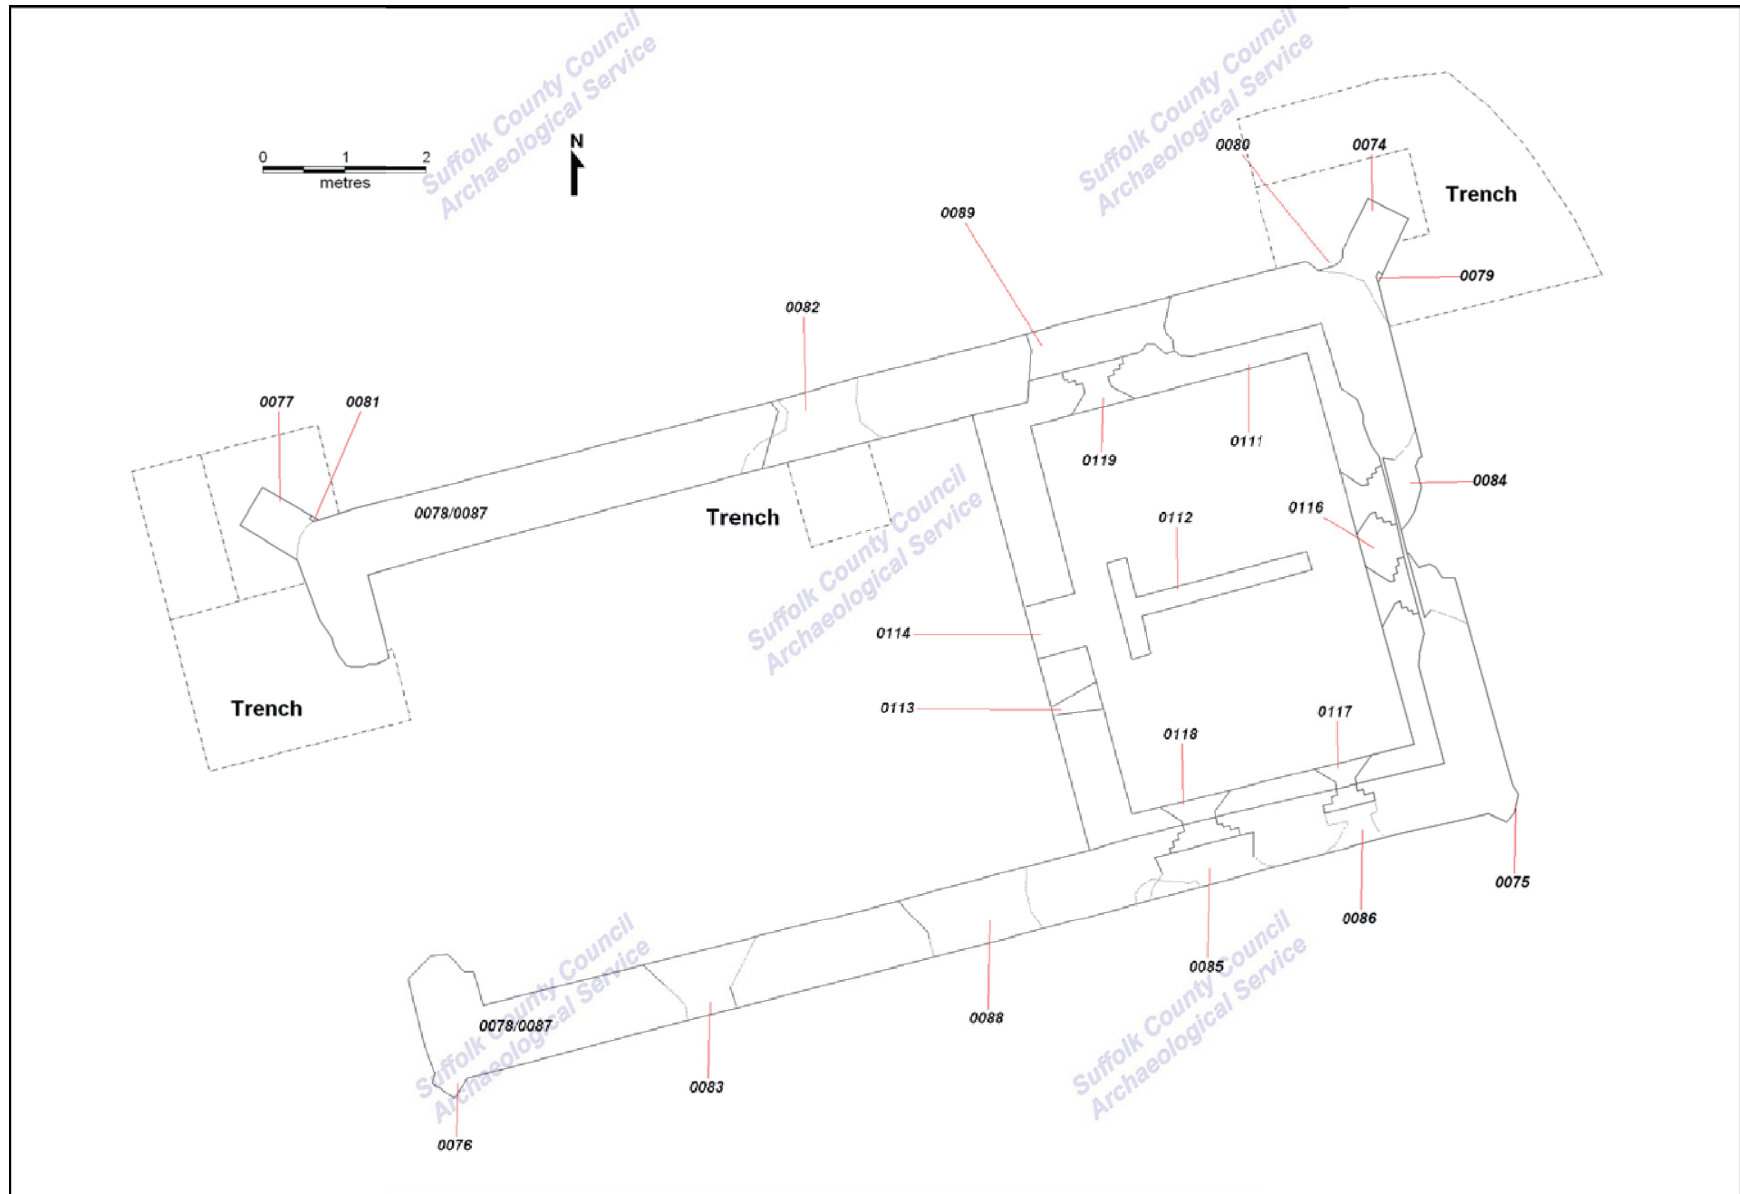 Suffolk County Council
Archaeological Service
Suffolk County Council
Archaeological Service
0 1 2
metres
N
0080
0074
Trench
0089
0079
0082
0077
0081
0111
0119
0084
0078/0087
Trench
0116
0112
0114
Suffolk County Council
Archaeological Service
Trench
0113
0117
0118
0075
0086
0085
0088
0078/0087
Suffolk County Council
Archaeological Service
Suffolk County Council
Archaeological Service
0083
0076